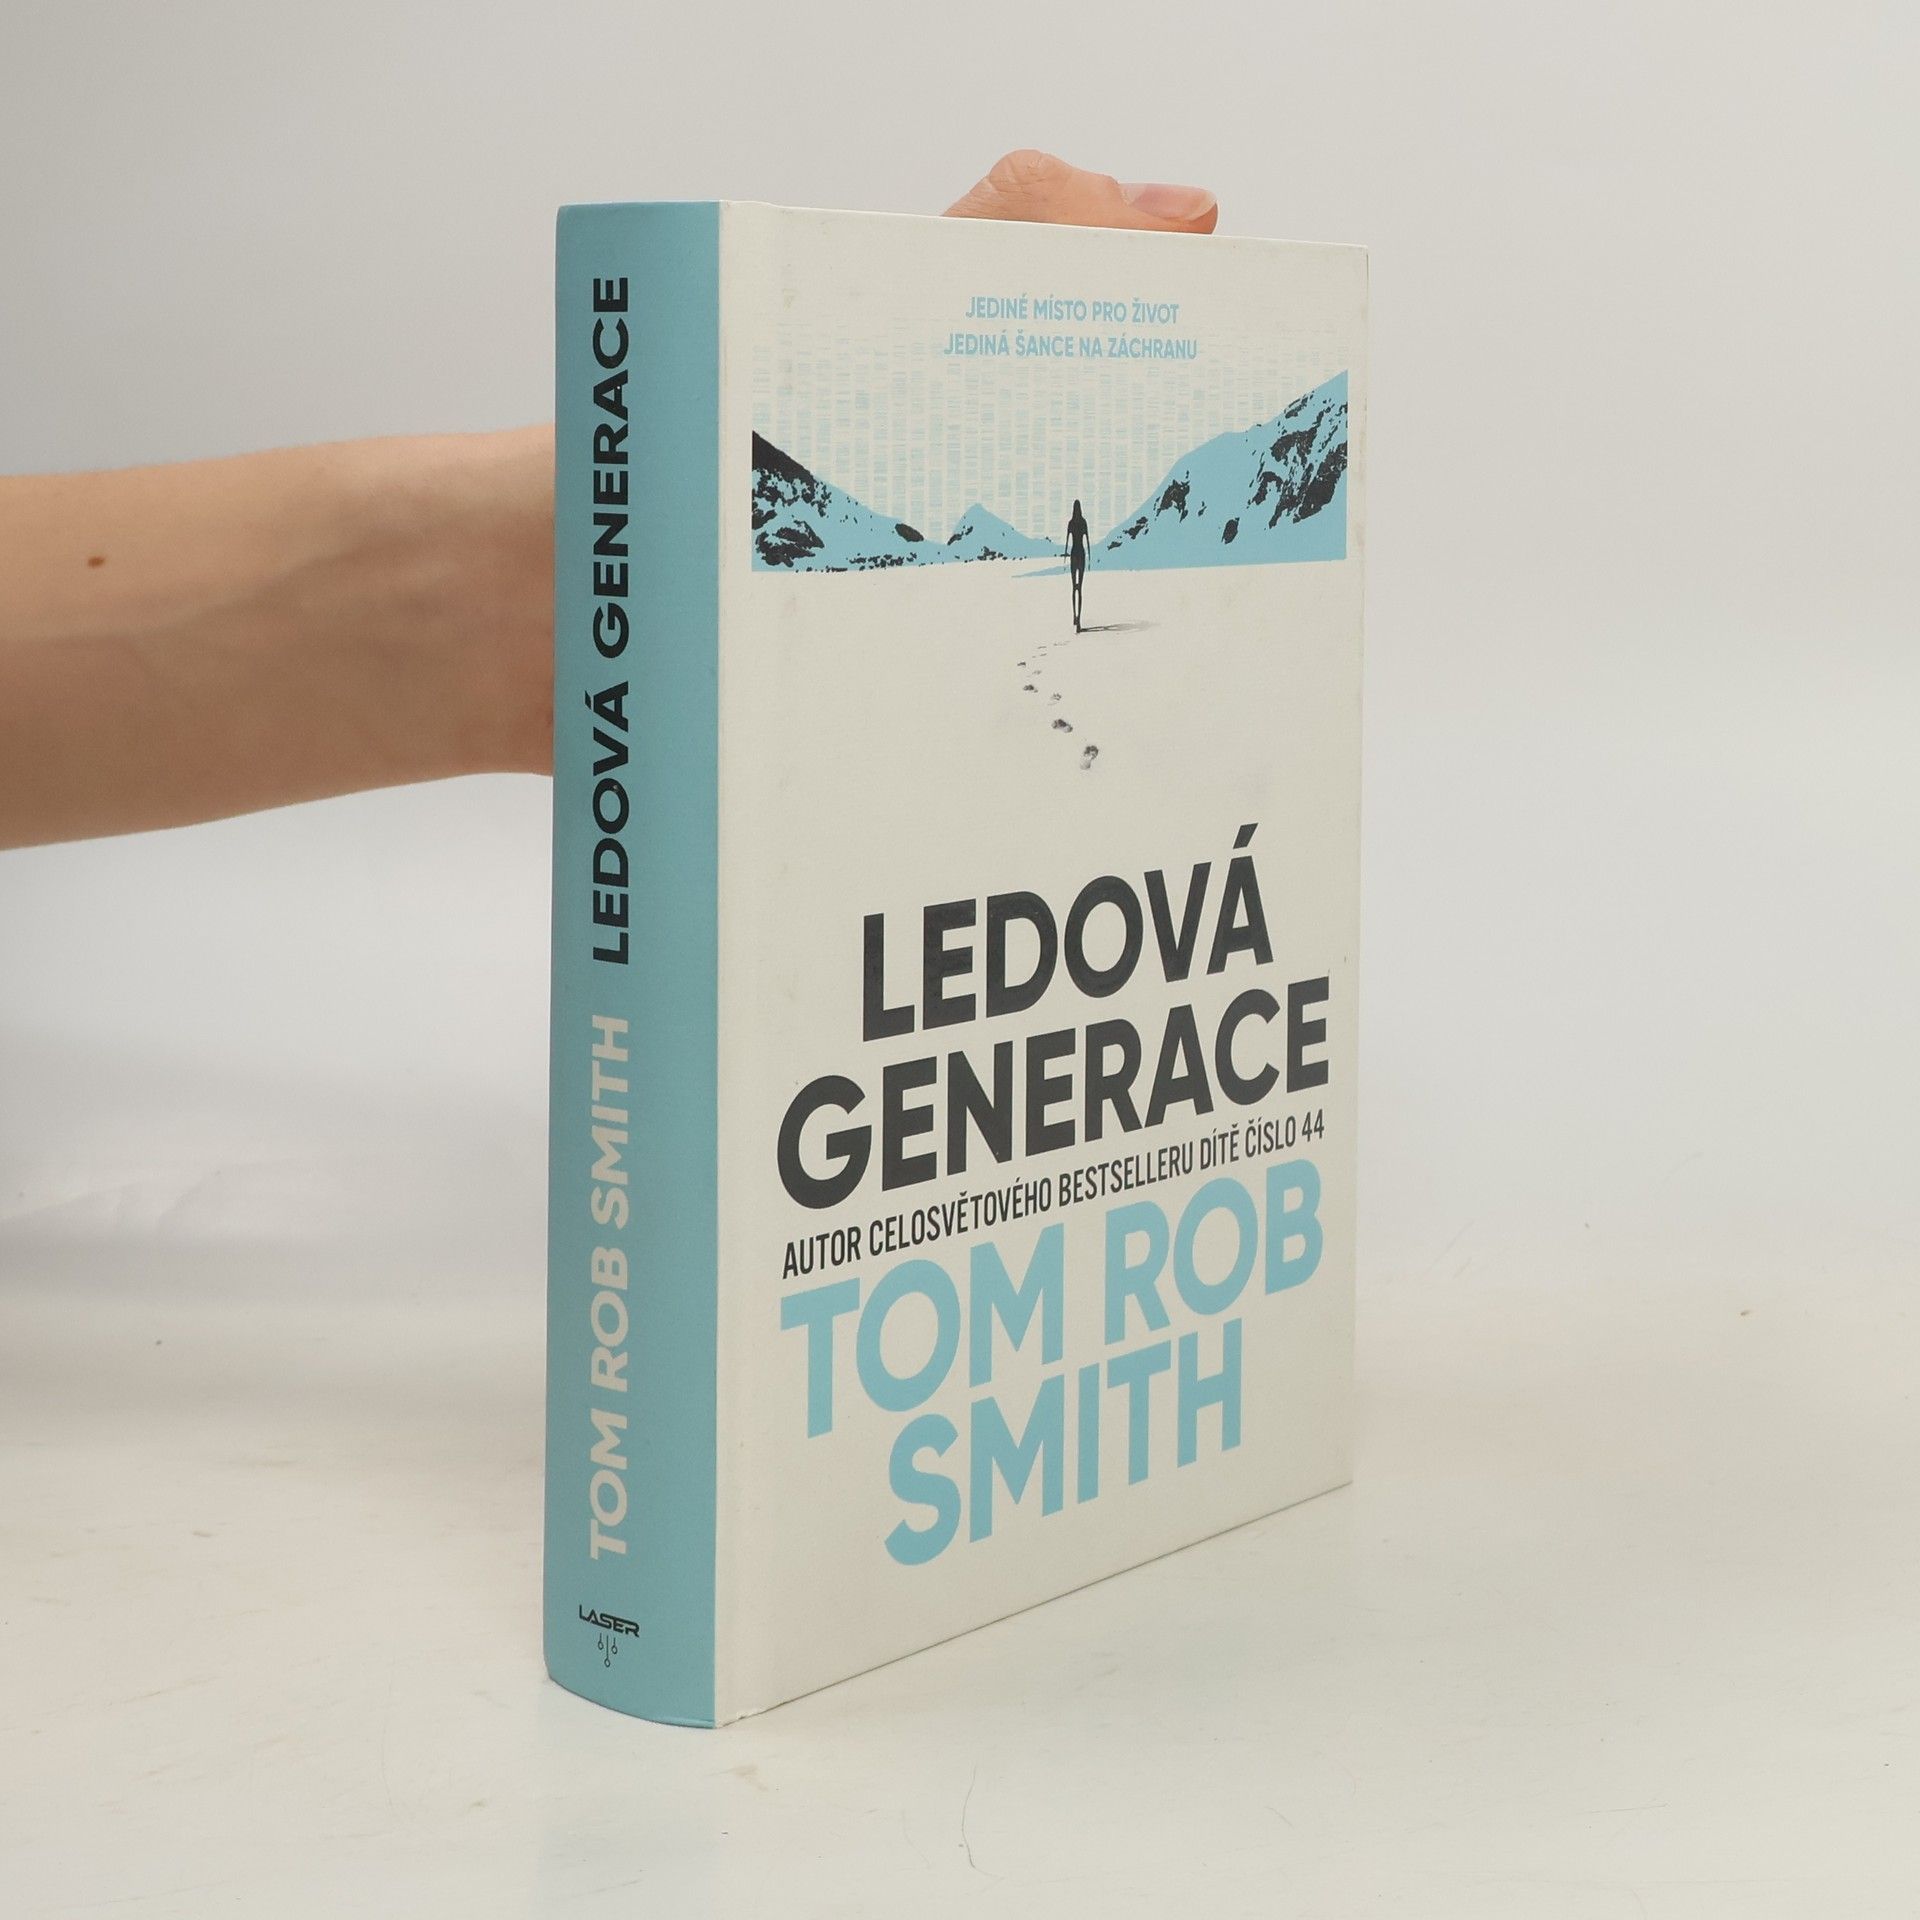 TOM ROB SMITH LEDOVÁ GENERACE
LASER
JEDINÉ MÍSTO PRO ŽIVOT
JEDINÁ ŠANCE NA ZÁCHRANU
LEDOVÁ
GENERACE
AUTOR CELOSVĚTOVÉHO BESTSELLERU DÍTĚ ČÍSLO 44
TOM ROB
SMITH